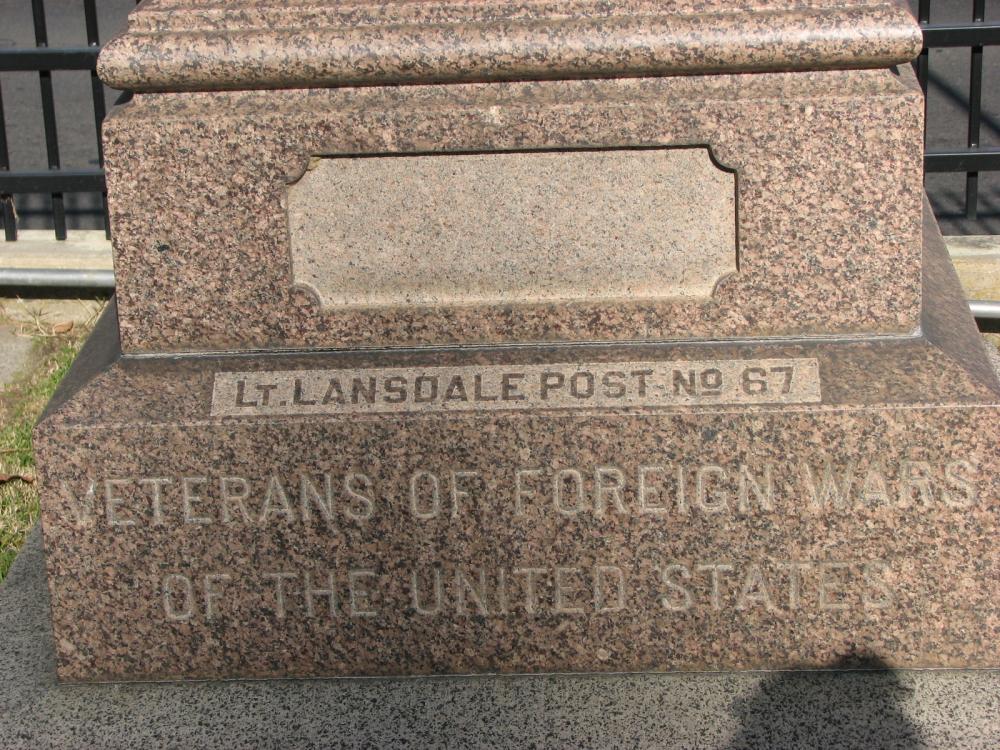 LT. LANSDALE POST. NO 67
VETERANS OF FOREIGN WARS
OF THE UNITED STATES